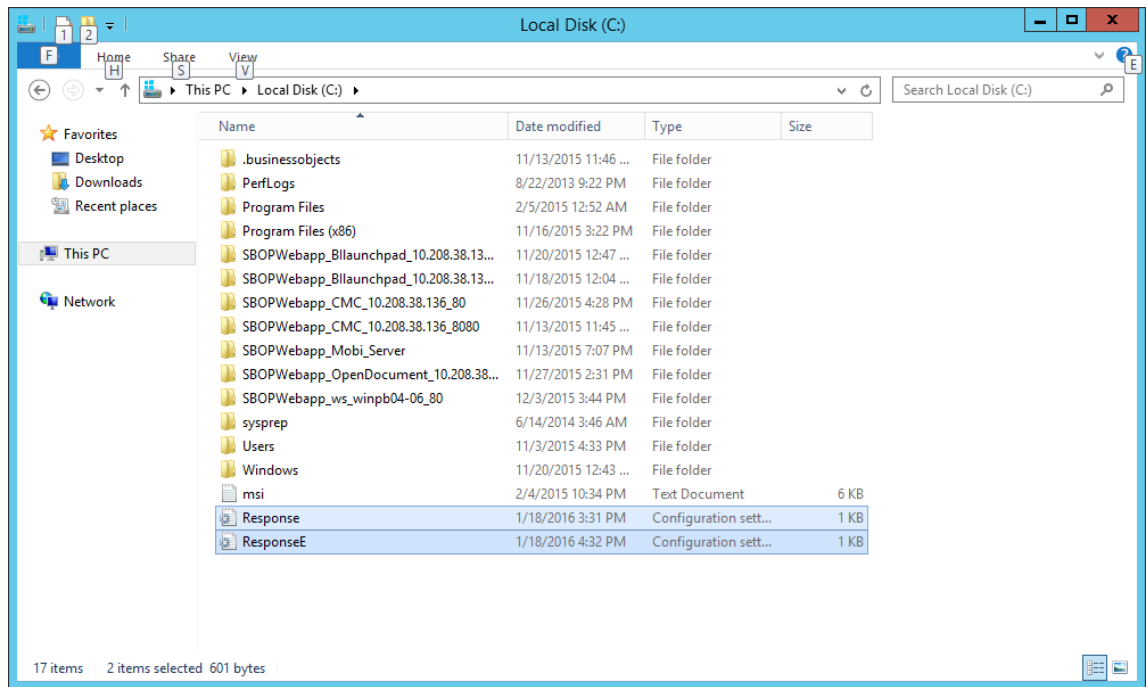 Local Disk (C:)
1 2
F Home Share View
H S V E
This PC Local Disk (C:) Search Local Disk (C:)
Favorites
Desktop
Downloads
Recent places
This PC
Network
Name Date modified Type Size
.businessobjects 11/13/2015 11:46 ... File folder
PerfLogs 8/22/2013 9:22 PM File folder
Program Files 2/5/2015 12:52 AM File folder
Program Files (x86) 11/16/2015 3:22 PM File folder
SBOPWebapp_BIlaunchpad_10.208.38.13... 11/20/2015 12:47 ... File folder
SBOPWebapp_BIlaunchpad_10.208.38.13... 11/18/2015 12:04 ... File folder
SBOPWebapp_CMC_10.208.38.136_80 11/26/2015 4:28 PM File folder
SBOPWebapp_CMC_10.208.38.136_8080 11/13/2015 11:45 ... File folder
SBOPWebapp_Mobi_Server 11/13/2015 7:07 PM File folder
SBOPWebapp_OpenDocument_10.208.38... 11/27/2015 2:31 PM File folder
SBOPWebapp_ws_winpb04-06_80 12/3/2015 3:44 PM File folder
sysprep 6/14/2014 3:46 AM File folder
Users 11/3/2015 4:33 PM File folder
Windows 11/20/2015 12:43 ... File folder
msi 2/4/2015 10:34 PM Text Document 6 KB
Response 1/18/2016 3:31 PM Configuration sett... 1 KB
ResponseE 1/18/2016 4:32 PM Configuration sett... 1 KB
17 items 2 items selected 601 bytes